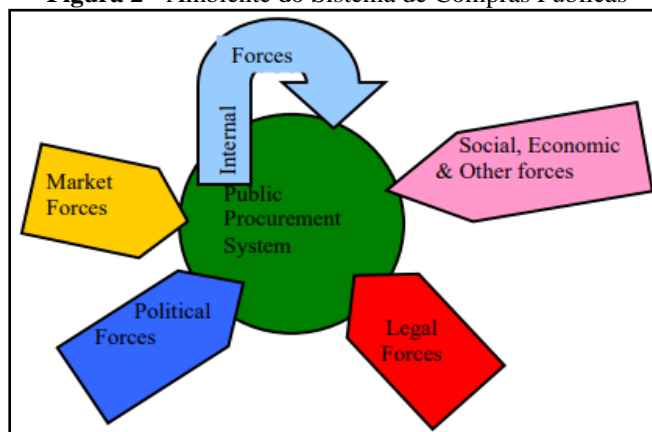 Figura 2 - Ambiente do Sistema de Compras Públicas
Forces
Internal
Social, Economic
& Other forces
Market
Forces
Public
Procurement
System
Political
Forces
Legal
Forces